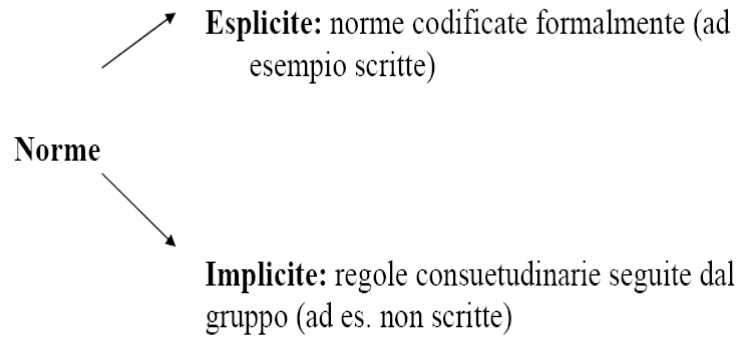 Esplicite: norme codificate formalmente (ad
esempio scritte)
Norme
Implicite: regole consuetudinarie seguite dal
gruppo (ad es. non scritte)